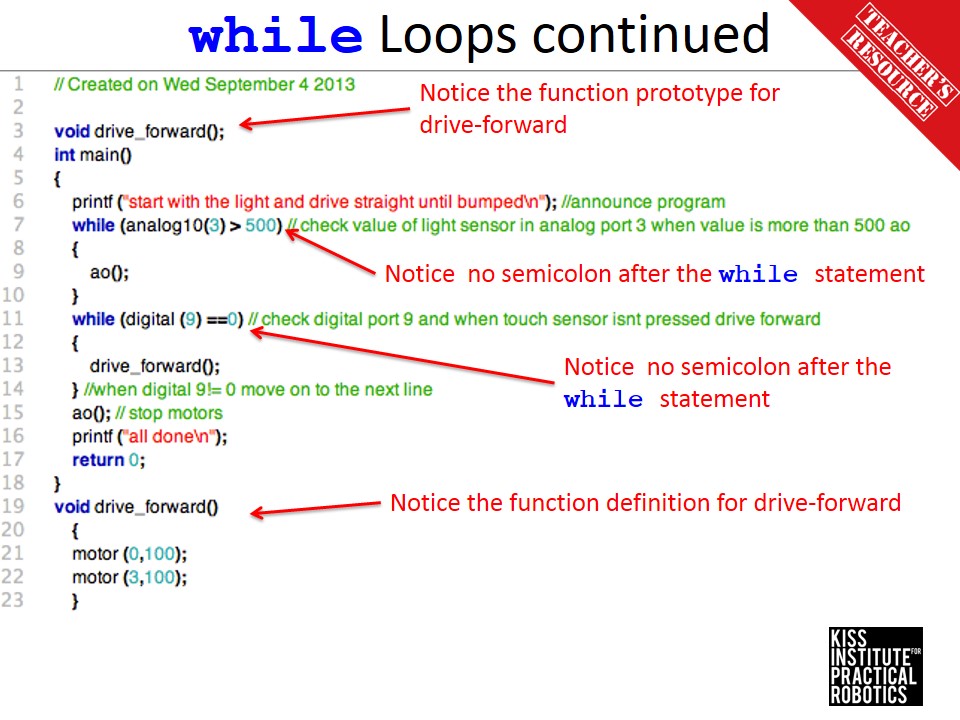 while Loops continued
TEACHER'S
RESOURCE
1 // Created on Wed September 4 2013
2
3 void drive_forward();
4 int main()
5 {
6 printf ("start with the light and drive straight until bumped\n"); //announce program
7 while (analog10(3) > 500) // check value of light sensor in analog port 3 when value is more than 500 ao
8 {
9 ao();
10 }
11 while (digital (9) ==0) // check digital port 9 and when touch sensor isnt pressed drive forward
12 {
13 drive_forward();
14 } //when digital 9!= 0 move on to the next line
15 ao(); // stop motors
16 printf ("all done\n");
17 return 0;
18 }
19 void drive_forward()
20 {
21 motor (0,100);
22 motor (3,100);
23 }
Notice the function prototype for
drive-forward
Notice no semicolon after the while statement
Notice no semicolon after the
while statement
Notice the function definition for drive-forward
KISS
INSTITUTE FOR
PRACTICAL
ROBOTICS